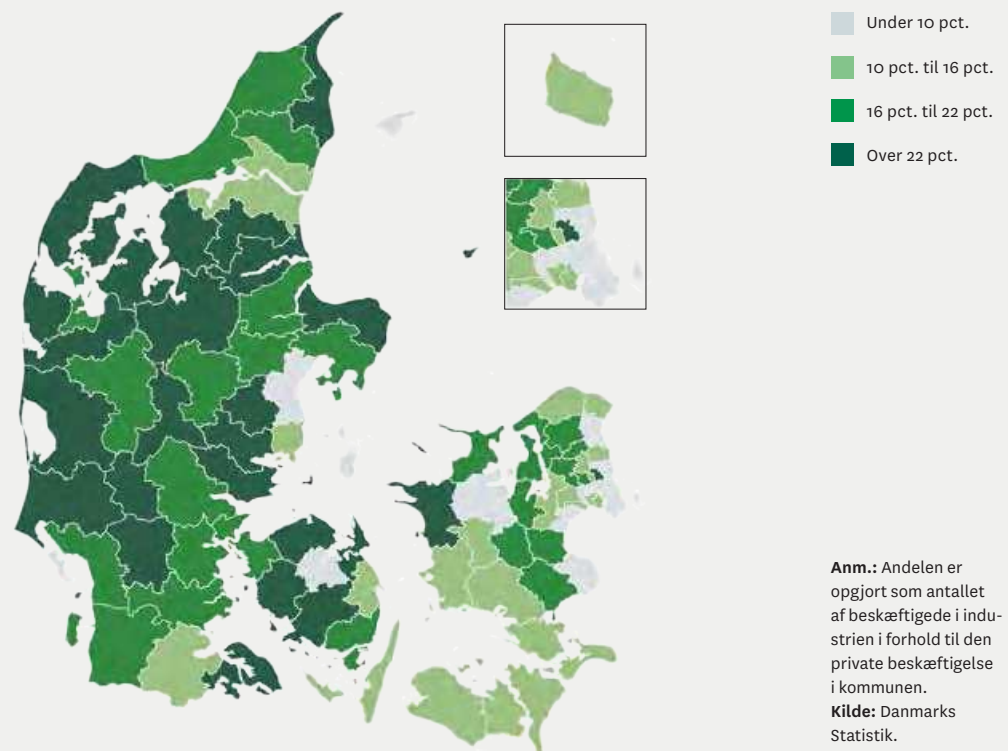 Under 10 pct.
10 pct. til 16 pct.
16 pct. til 22 pct.
Over 22 pct.
Anm.: Andelen er
opgjort som antallet
af beskæftigede i indu-
strien i forhold til den
private beskæftigelse
i kommunen.
Kilde: Danmarks
Statistik.